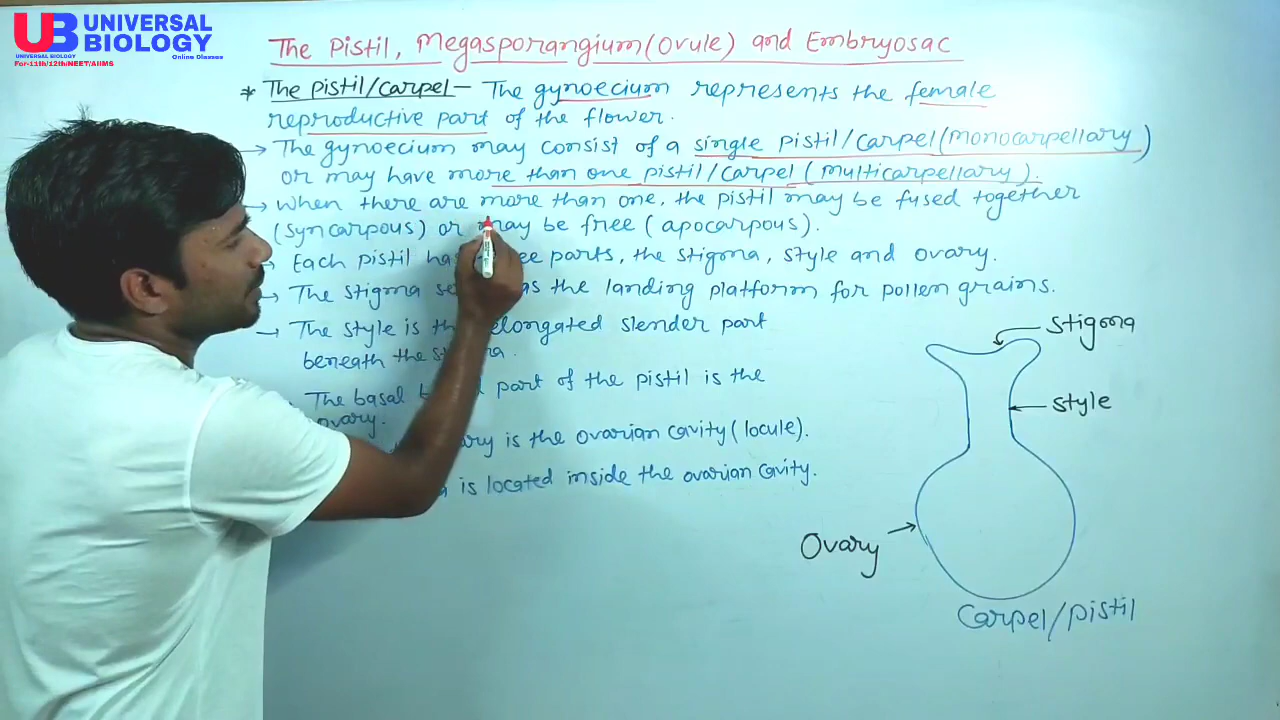 UB UNIVERSAL
BIOLOGY
UNIVERSAL BIOLOGY
Online Classes
For-11th/12th/NEET/AIIMS
The Pistil, Megasporangium(Ovule) and Embryosac
* The pistil/carpel — The gynoecium represents the female
reproductive part of the flower.
→ The gynoecium may consist of a single pistil/carpel(monocarpellary)
or may have more than one pistil/carpel (multicarpellary).
→ When there are more than one, the pistil may be fused together
(syncarpous) or may be free (apocarpous).
→ Each pistil has parts, the stigma, style and ovary.
→ The stigma as the landing platform for pollen grains.
→ The style is the elongated slender part
beneath the
The basal part of the pistil is the
ovary.
is the ovarian cavity (locule).
is located inside the ovarian cavity.
stigma
style
Ovary
Carpel/pistil